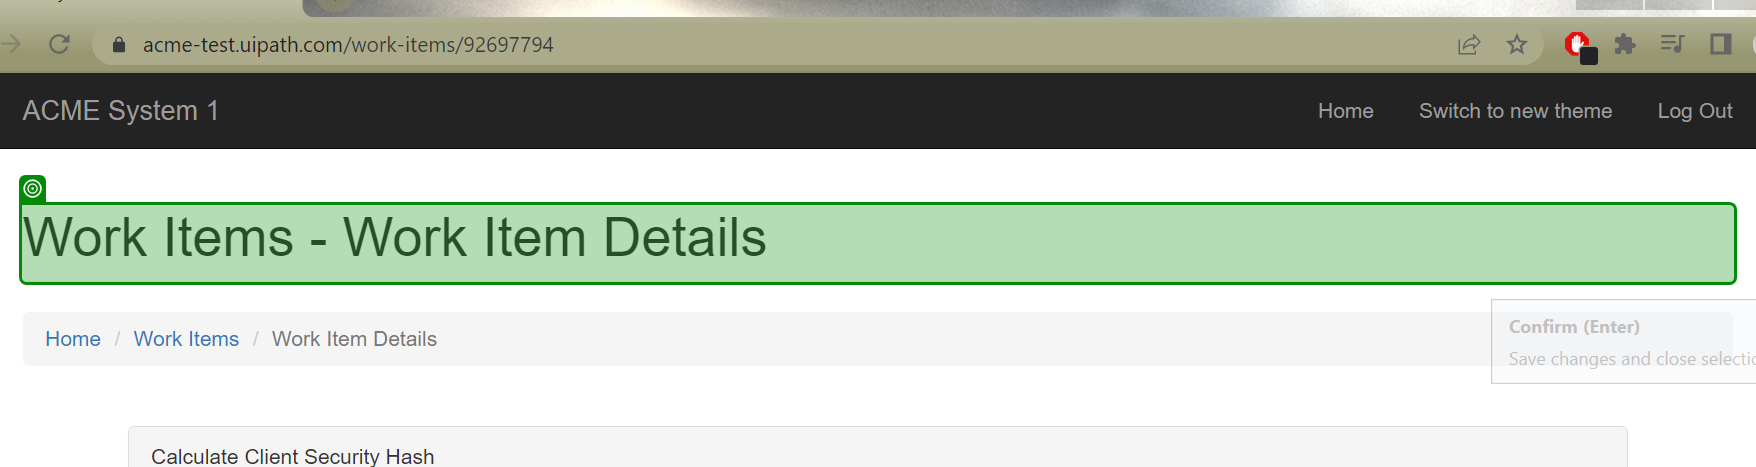 acme-test.uipath.com/work-items/92697794
ACME System 1
Home
Switch to new theme
Log Out
Work Items - Work Item Details
Home / Work Items / Work Item Details
Confirm (Enter)
Save changes and close
Calculate Client Security Hash